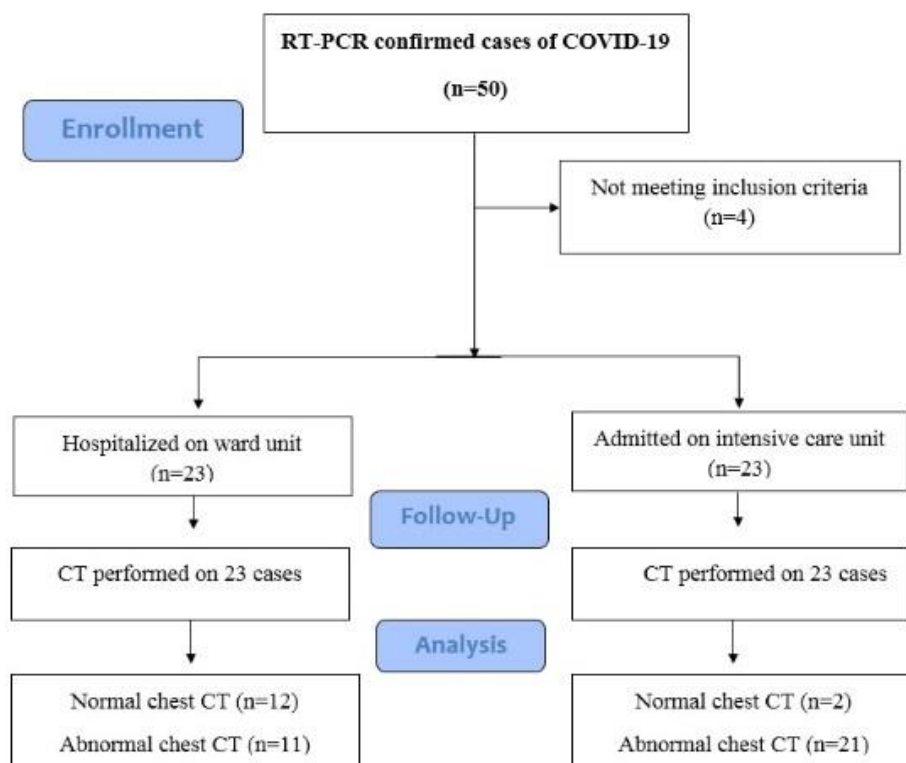 RT-PCR confirmed cases of COVID-19
(n=50)
Enrollment
Not meeting inclusion criteria
(n=4)
Hospitalized on ward unit
(n=23)
Admitted on intensive care unit
(n=23)
Follow-Up
CT performed on 23 cases
CT performed on 23 cases
Analysis
Normal chest CT (n=12)
Abnormal chest CT (n=11)
Normal chest CT (n=2)
Abnormal chest CT (n=21)